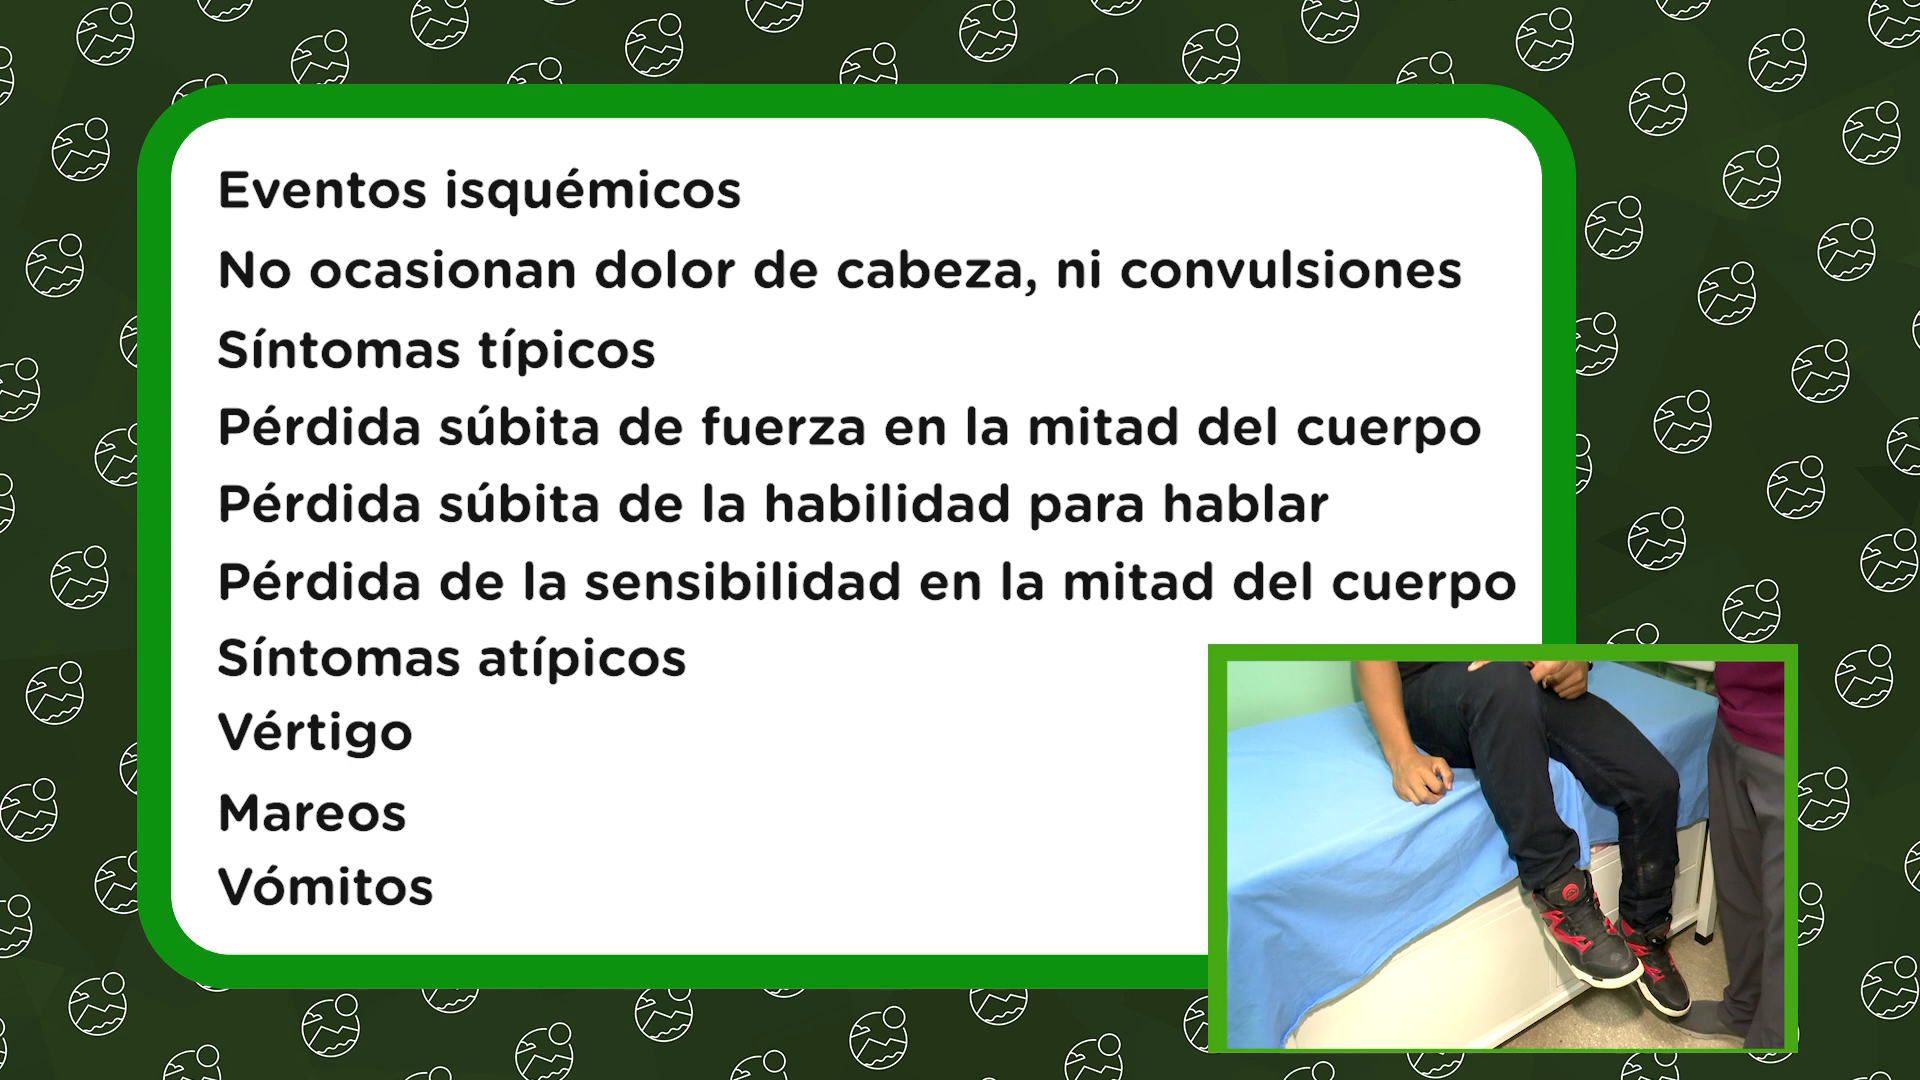 Eventos isquémicos
No ocasionan dolor de cabeza, ni convulsiones
Síntomas típicos
Pérdida súbita de fuerza en la mitad del cuerpo
Pérdida súbita de la habilidad para hablar
Pérdida de la sensibilidad en la mitad del cuerpo
Síntomas atípicos
Vértigo
Mareos
Vómitos